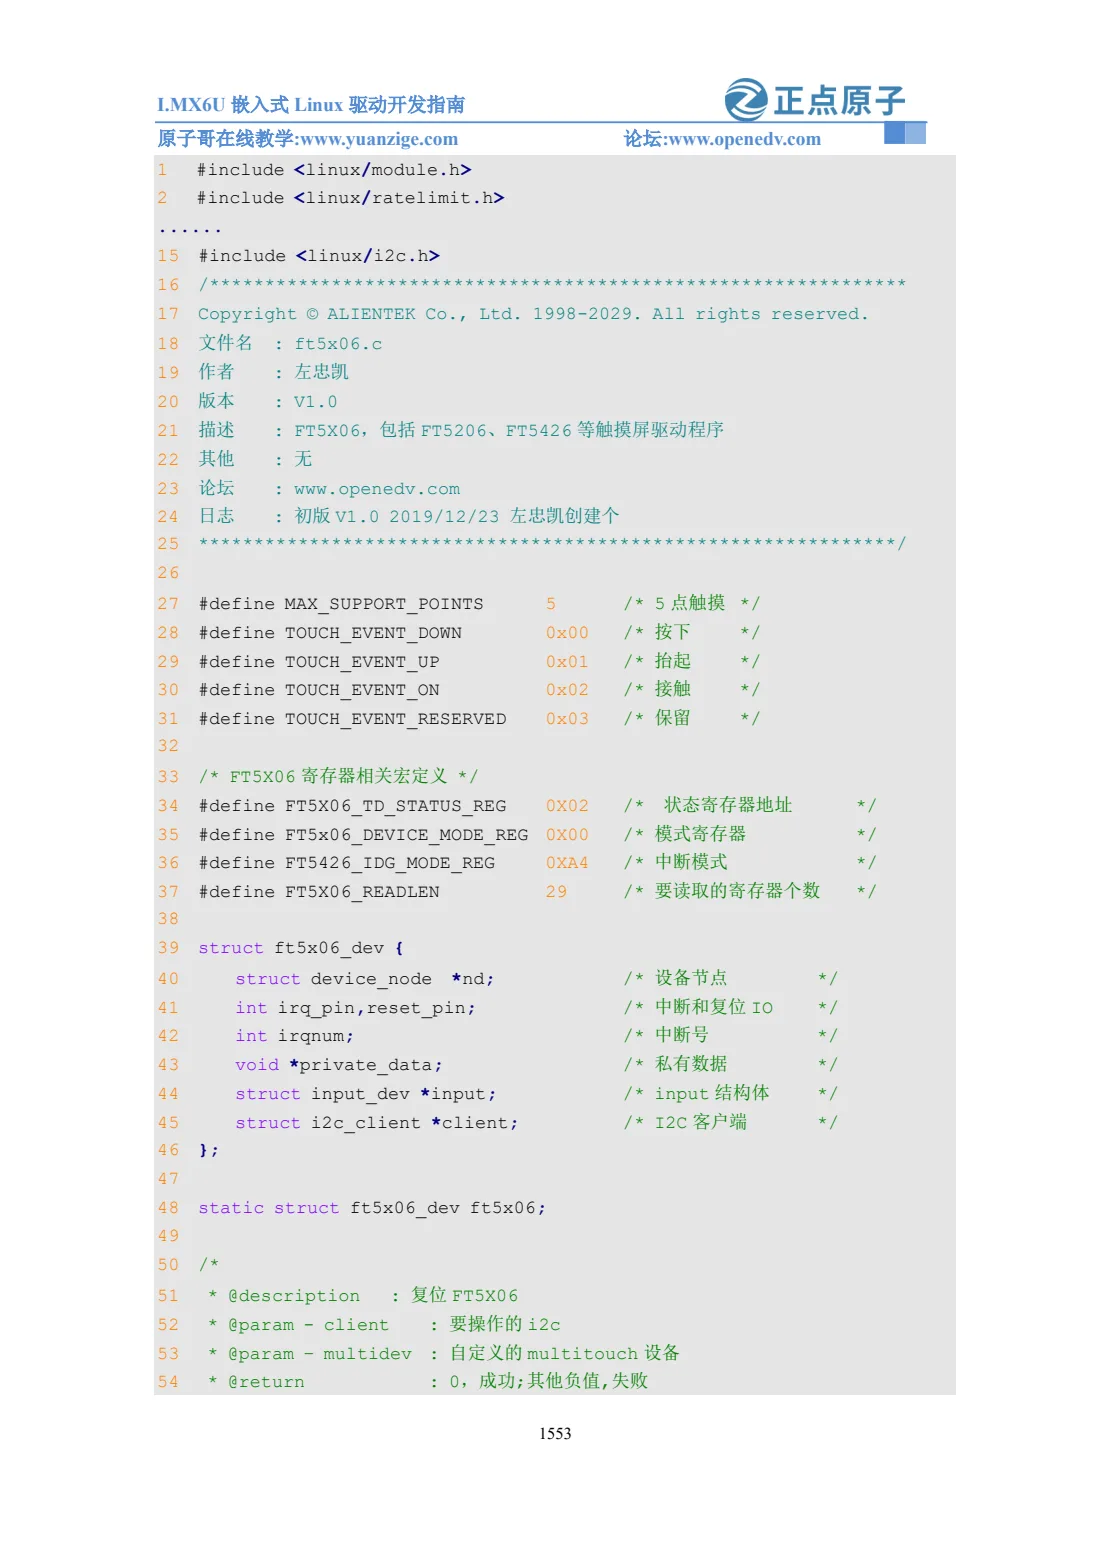 I.MX6U 嵌入式 Linux 驱动开发指南
正点原子
原子哥在线教学:www.yuanzige.com 论坛:www.openedv.com
1 #include <linux/module.h>
2 #include <linux/ratelimit.h>
......
15 #include <linux/i2c.h>
16 /***************************************************************
17 Copyright © ALIENTEK Co., Ltd. 1998-2029. All rights reserved.
18 文件名 : ft5x06.c
19 作者 : 左忠凯
20 版本 : V1.0
21 描述 : FT5X06，包括 FT5206、FT5426 等触摸屏驱动程序
22 其他 : 无
23 论坛 : www.openedv.com
24 日志 : 初版 V1.0 2019/12/23 左忠凯创建个
25 ***************************************************************/
26
27 #define MAX_SUPPORT_POINTS 5 /* 5 点触摸 */
28 #define TOUCH_EVENT_DOWN 0x00 /* 按下 */
29 #define TOUCH_EVENT_UP 0x01 /* 抬起 */
30 #define TOUCH_EVENT_ON 0x02 /* 接触 */
31 #define TOUCH_EVENT_RESERVED 0x03 /* 保留 */
32
33 /* FT5X06 寄存器相关宏定义 */
34 #define FT5X06_TD_STATUS_REG 0X02 /* 状态寄存器地址 */
35 #define FT5x06_DEVICE_MODE_REG 0X00 /* 模式寄存器 */
36 #define FT5426_IDG_MODE_REG 0XA4 /* 中断模式 */
37 #define FT5X06_READLEN 29 /* 要读取的寄存器个数 */
38
39 struct ft5x06_dev {
40 struct device_node *nd; /* 设备节点 */
41 int irq_pin,reset_pin; /* 中断和复位 IO */
42 int irqnum; /* 中断号 */
43 void *private_data; /* 私有数据 */
44 struct input_dev *input; /* input 结构体 */
45 struct i2c_client *client; /* I2C 客户端 */
46 };
47
48 static struct ft5x06_dev ft5x06;
49
50 /*
51 * @description : 复位 FT5X06
52 * @param - client : 要操作的 i2c
53 * @param – multidev : 自定义的 multitouch 设备
54 * @return : 0，成功;其他负值,失败
1553